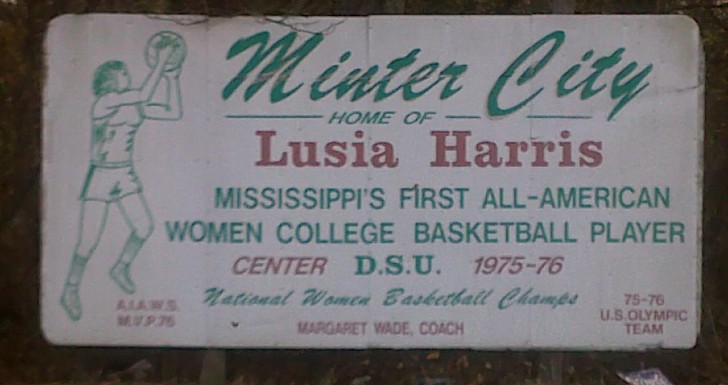 Minter City
HOME OF
Lusia Harris
MISSISSIPPI'S FIRST ALL-AMERICAN
WOMEN COLLEGE BASKETBALL PLAYER
CENTER D.S.U. 1975-76
National Women Basketball Champs
MARGARET WADE, COACH
A.I.A.W.S.
M.V.P. 76
75-76
U.S. OLYMPIC
TEAM